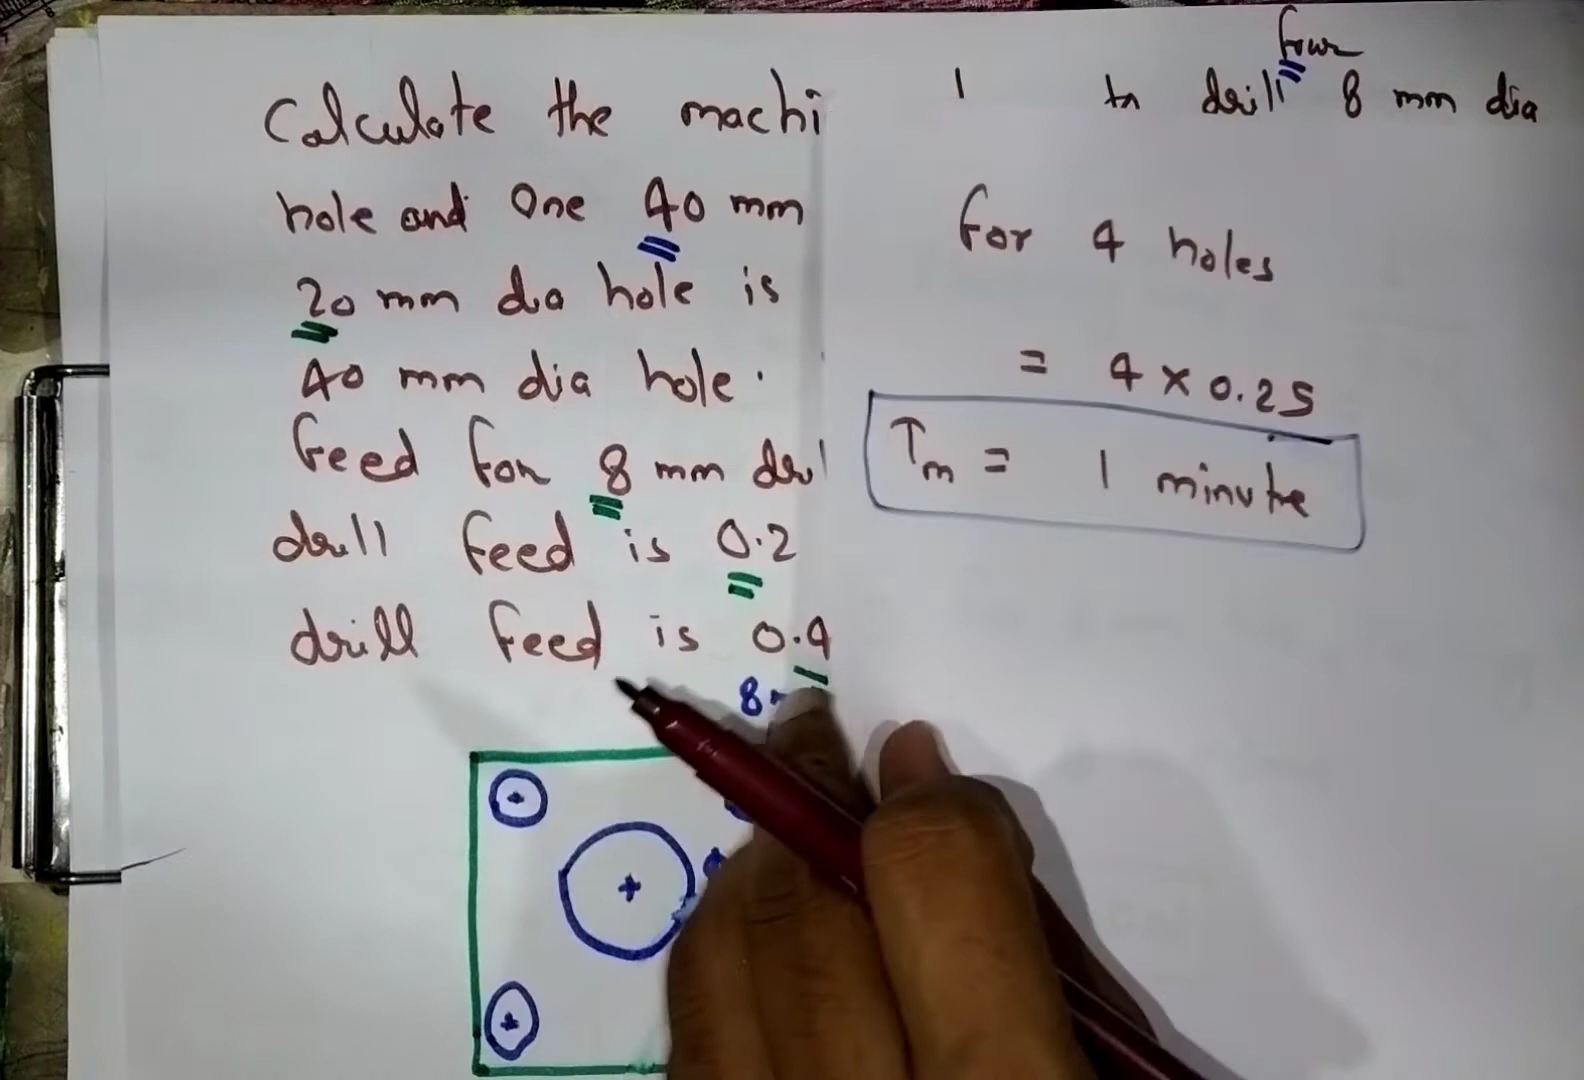 Calculate the machi
hole and One 40 mm
20 mm dia hole is
40 mm dia hole.
feed for 8 mm dril
drill feed is 0.2
drill feed is 0.4
8
four
to drill 8 mm dia
for 4 holes
= 4 × 0.25
Tm = 1 minute